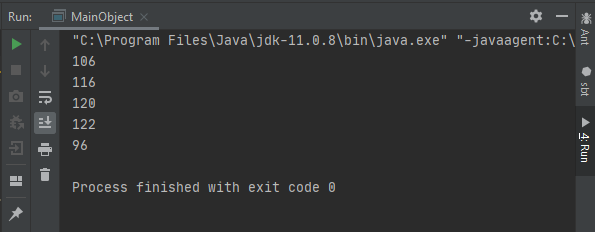 Run: MainObject
"C:\Program Files\Java\jdk-11.0.8\bin\java.exe" "-javaagent:C:\
106
116
120
122
96
Process finished with exit code 0
Ant
sbt
4: Run